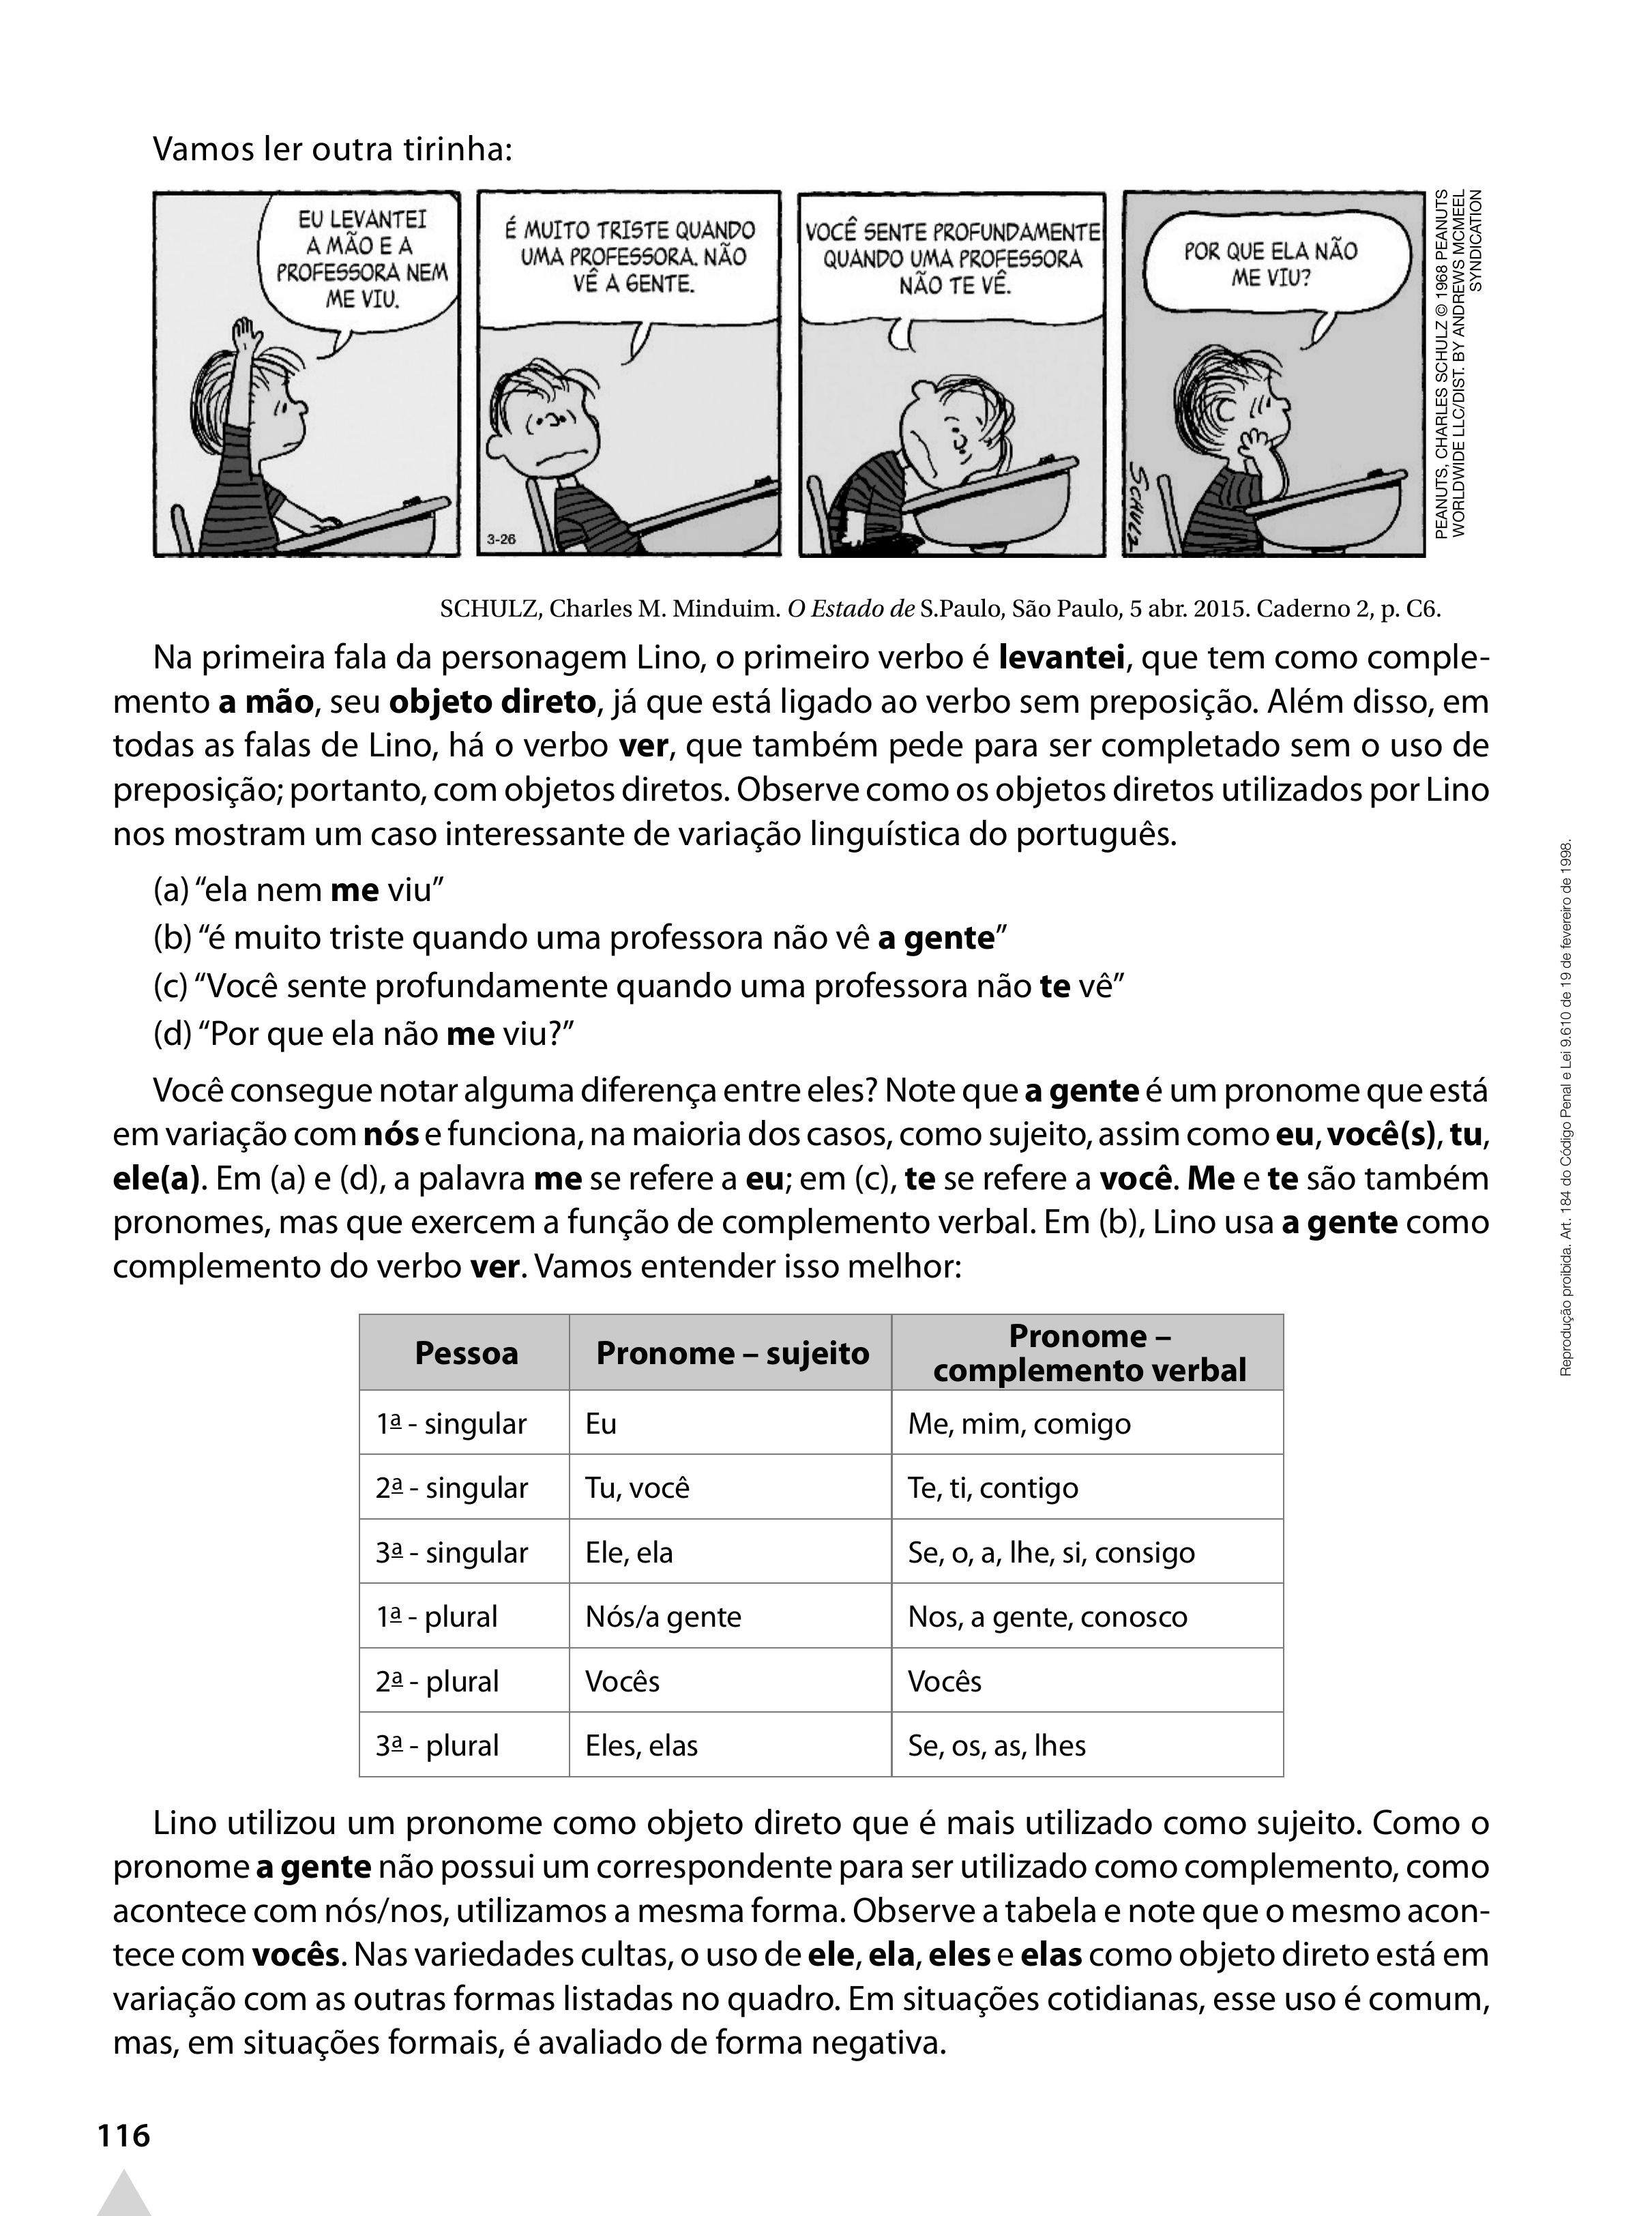 Vamos ler outra tirinha:
EU LEVANTEI
A MÃO E A
PROFESSORA NEM
ME VIU.
É MUITO TRISTE QUANDO
UMA PROFESSORA. NÃO
VÊ A GENTE.
3-26
VOCÊ SENTE PROFUNDAMENTE
QUANDO UMA PROFESSORA
NÃO TE VÊ.
POR QUE ELA NÃO
ME VIU?
SCHULZ
PEANUTS, CHARLES SCHULZ © 1968 PEANUTS
WORLDWIDE LLC/DIST. BY ANDREWS MCMEEL
SYNDICATION
SCHULZ, Charles M. Minduim. O Estado de S.Paulo, São Paulo, 5 abr. 2015. Caderno 2, p. C6.
Na primeira fala da personagem Lino, o primeiro verbo é levantei, que tem como comple-
mento a mão, seu objeto direto, já que está ligado ao verbo sem preposição. Além disso, em
todas as falas de Lino, há o verbo ver, que também pede para ser completado sem o uso de
preposição; portanto, com objetos diretos. Observe como os objetos diretos utilizados por Lino
nos mostram um caso interessante de variação linguística do português.
(a) “ela nem me viu”
(b) “é muito triste quando uma professora não vê a gente”
(c) “Você sente profundamente quando uma professora não te vê”
(d) “Por que ela não me viu?”
Você consegue notar alguma diferença entre eles? Note que a gente é um pronome que está
em variação com nós e funciona, na maioria dos casos, como sujeito, assim como eu, você(s), tu,
ele(a). Em (a) e (d), a palavra me se refere a eu; em (c), te se refere a você. Me e te são também
pronomes, mas que exercem a função de complemento verbal. Em (b), Lino usa a gente como
complemento do verbo ver. Vamos entender isso melhor:
Pessoa Pronome – sujeito Pronome –
complemento verbal
1ª - singular Eu Me, mim, comigo
2ª - singular Tu, você Te, ti, contigo
3ª - singular Ele, ela Se, o, a, lhe, si, consigo
1ª - plural Nós/a gente Nos, a gente, conosco
2ª - plural Vocês Vocês
3ª - plural Eles, elas Se, os, as, lhes
Lino utilizou um pronome como objeto direto que é mais utilizado como sujeito. Como o
pronome a gente não possui um correspondente para ser utilizado como complemento, como
acontece com nós/nos, utilizamos a mesma forma. Observe a tabela e note que o mesmo acon-
tece com vocês. Nas variedades cultas, o uso de ele, ela, eles e elas como objeto direto está em
variação com as outras formas listadas no quadro. Em situações cotidianas, esse uso é comum,
mas, em situações formais, é avaliado de forma negativa.
116
Reprodução proibida. Art. 184 do Código Penal e Lei 9.610 de 19 de fevereiro de 1998.